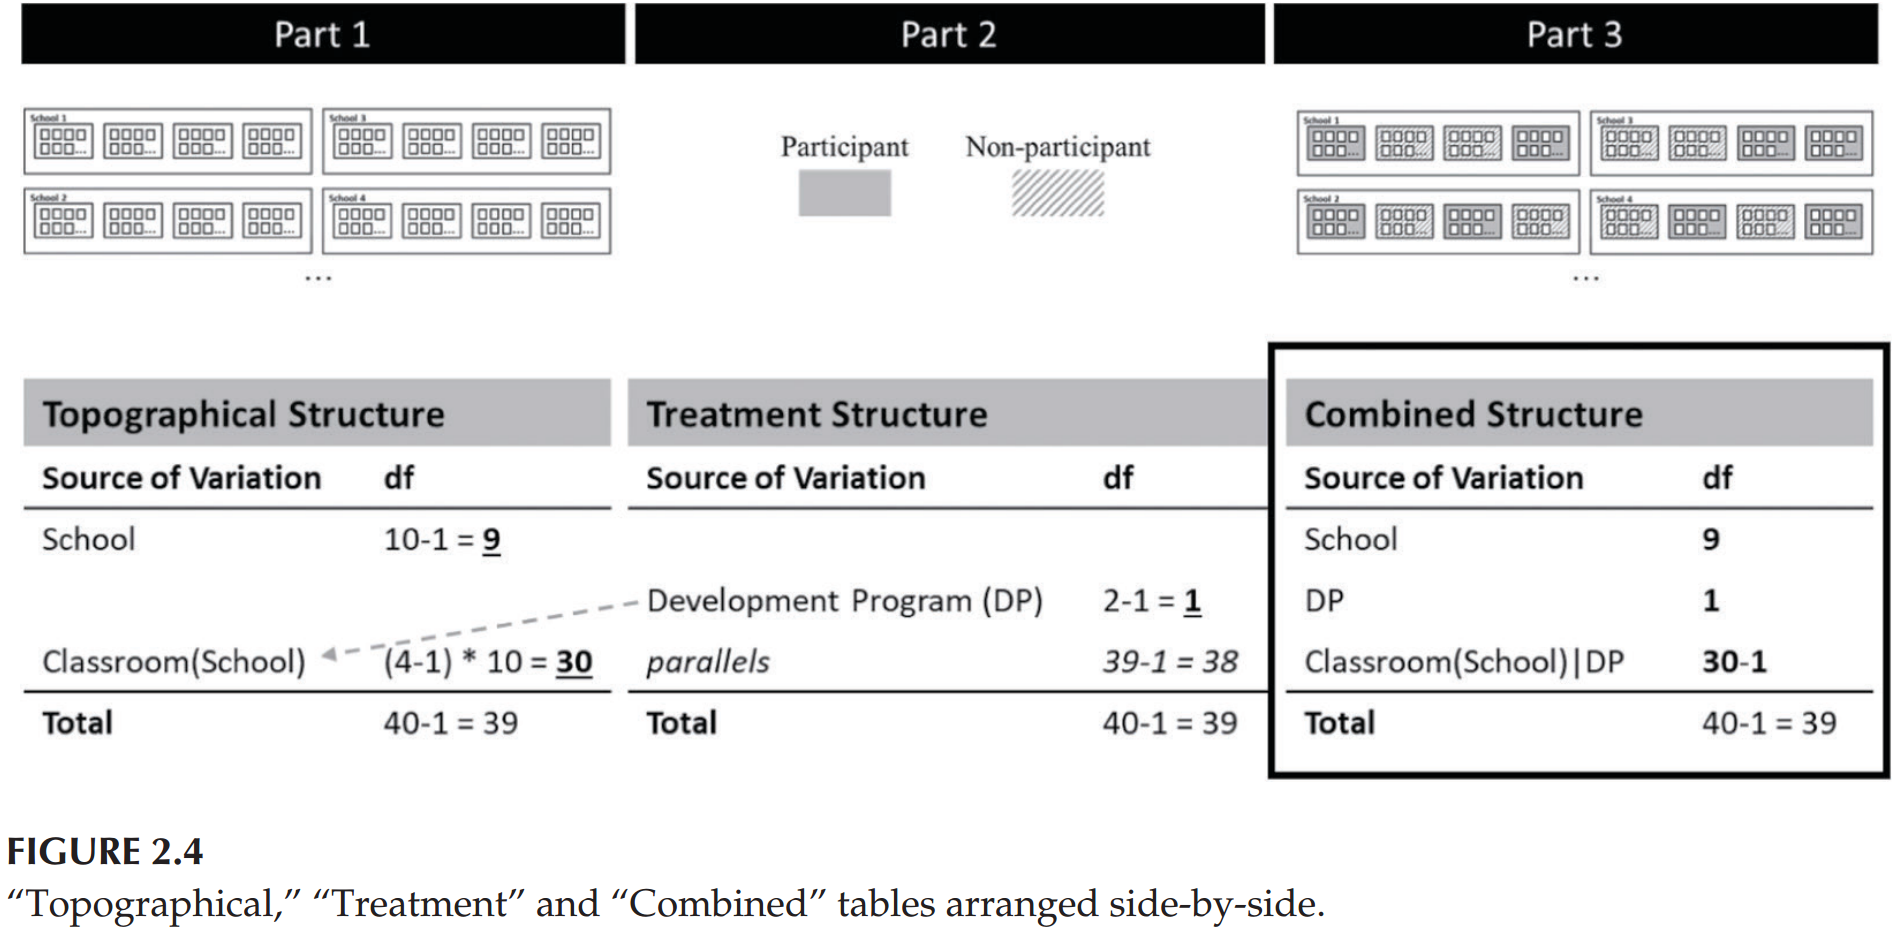 Part 1
Part 2
Part 3
School 1
School 3
School 2
School 4
...
Participant
Non-participant
School 1
School 3
School 2
School 4
...
Topographical Structure
Source of Variation df
School 10-1 = 9
Classroom(School) (4-1) * 10 = 30
Total 40-1 = 39
Treatment Structure
Source of Variation df
Development Program (DP) 2-1 = 1
parallels 39-1 = 38
Total 40-1 = 39
Combined Structure
Source of Variation df
School 9
DP 1
Classroom(School)|DP 30-1
Total 40-1 = 39
FIGURE 2.4
“Topographical,” “Treatment” and “Combined” tables arranged side-by-side.